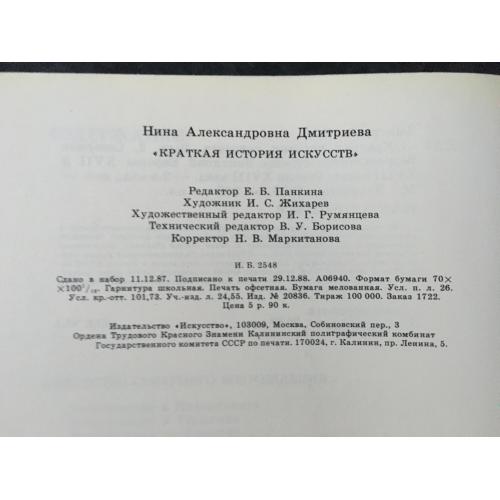 Нина Александровна Дмитриева
«КРАТКАЯ ИСТОРИЯ ИСКУССТВ»
Редактор Е. Б. Панкина
Художник И. С. Жихарев
Художественный редактор И. Г. Румянцева
Технический редактор В. У. Борисова
Корректор Н. В. Маркитанова
И. Б. 2548
Сдано в набор 11.12.87. Подписано к печати 29.12.88. А06940. Формат бумаги 70×
×100¹/₁₆. Гарнитура школьная. Печать офсетная. Бумага мелованная. Усл. п. л. 26.
Усл. кр.-отт. 101,73. Уч.-изд. л. 24,55. Изд. № 20836. Тираж 100 000. Заказ 1722.
Цена 5 р. 90 к.
Издательство «Искусство», 103009, Москва, Собиновский пер., 3
Ордена Трудового Красного Знамени Калининский полиграфический комбинат
Государственного комитета СССР по печати. 170024, г. Калинин, пр. Ленина, 5.